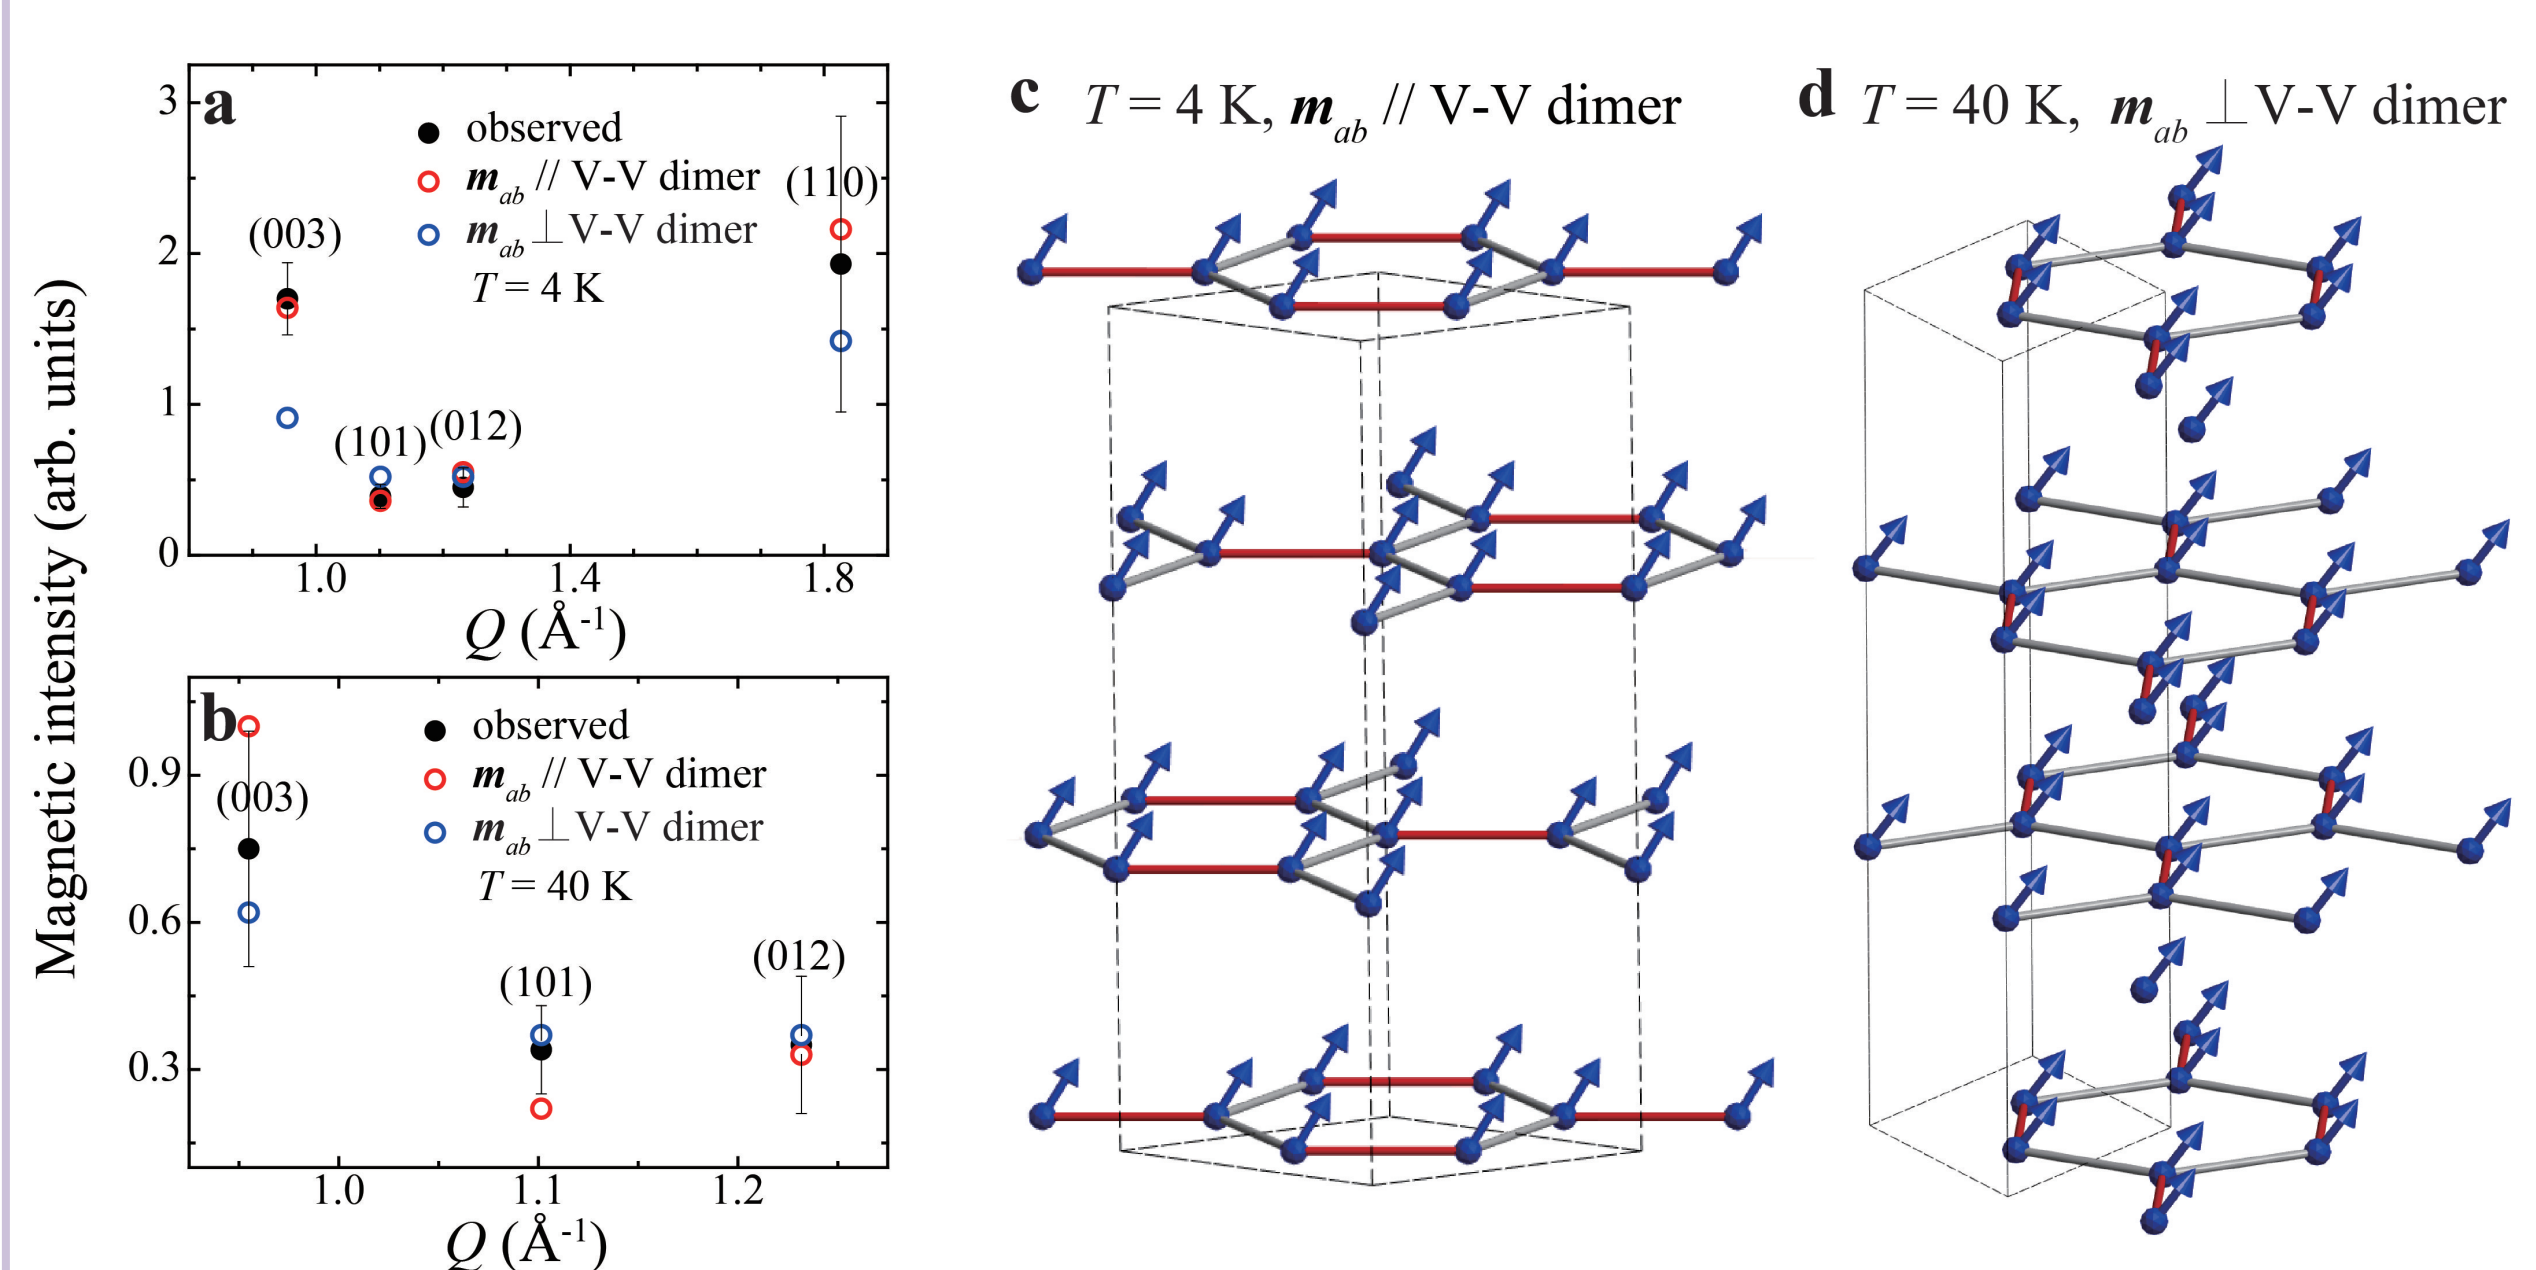 Magnetic intensity (arb. units)
a
observed
m_ab // V-V dimer
m_ab ⊥ V-V dimer
T = 4 K
(003)
(101)
(012)
(110)
3
2
1
0
1.0 1.4 1.8
Q (Å⁻¹)
b
observed
m_ab // V-V dimer
m_ab ⊥ V-V dimer
T = 40 K
(003)
(101)
(012)
0.9
0.6
0.3
1.0 1.1 1.2
Q (Å⁻¹)
c T = 4 K, m_ab // V-V dimer
d T = 40 K, m_ab ⊥ V-V dimer